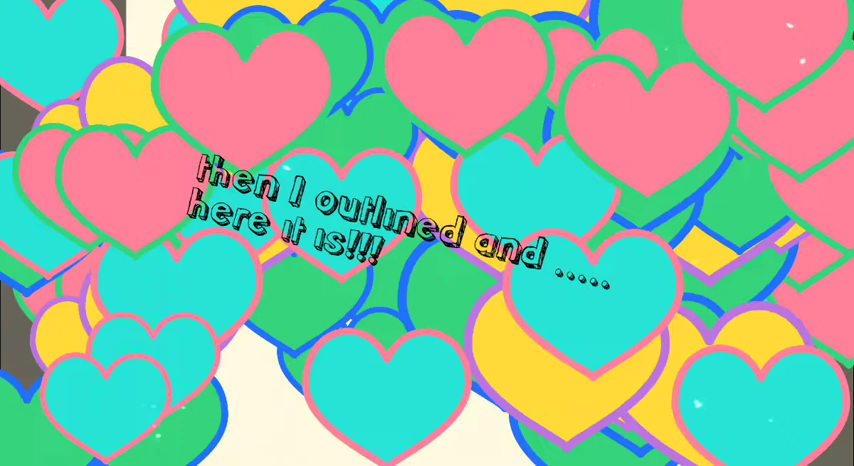 then I outlined and .....
here it is!!!